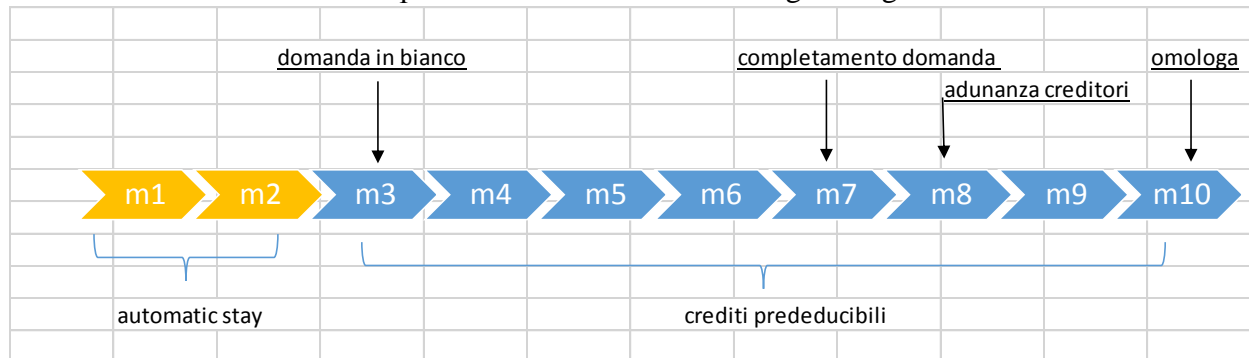 domanda in bianco
completamento domanda
omologa
adunanza creditori
m1
m2
m3
m4
m5
m6
m7
m8
m9
m10
automatic stay
crediti prededucibili